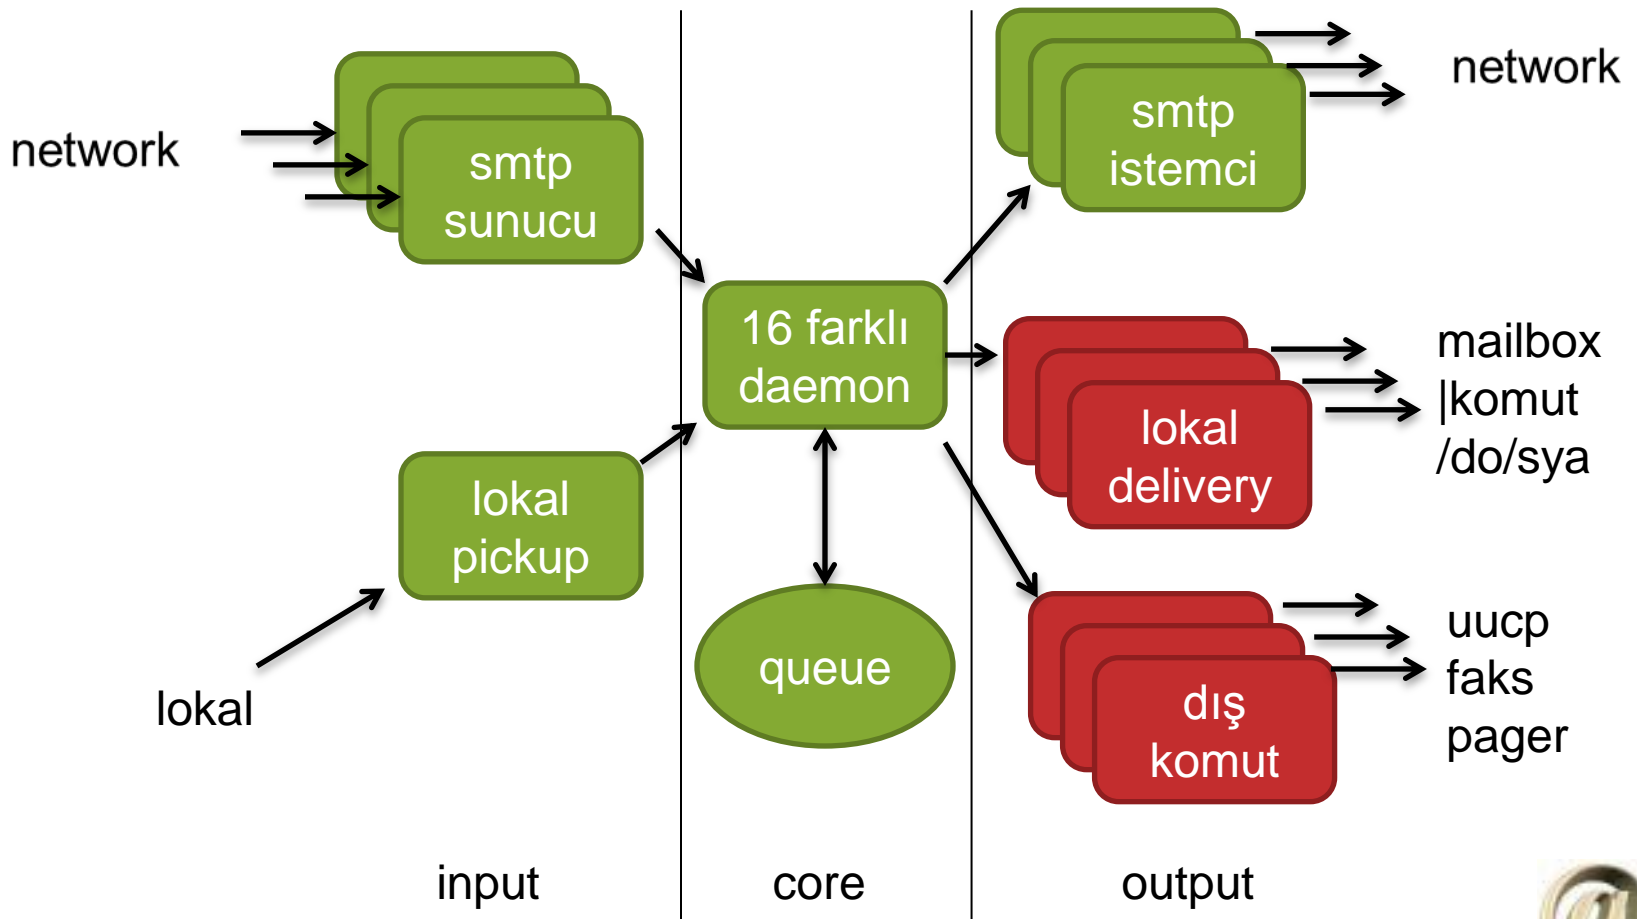 network
smtp
sunucu
lokal
pickup
lokal
input
16 farklı
daemon
queue
core
smtp
istemci
network
lokal
delivery
mailbox
|komut
/do/sya
dış
komut
uucp
faks
pager
output